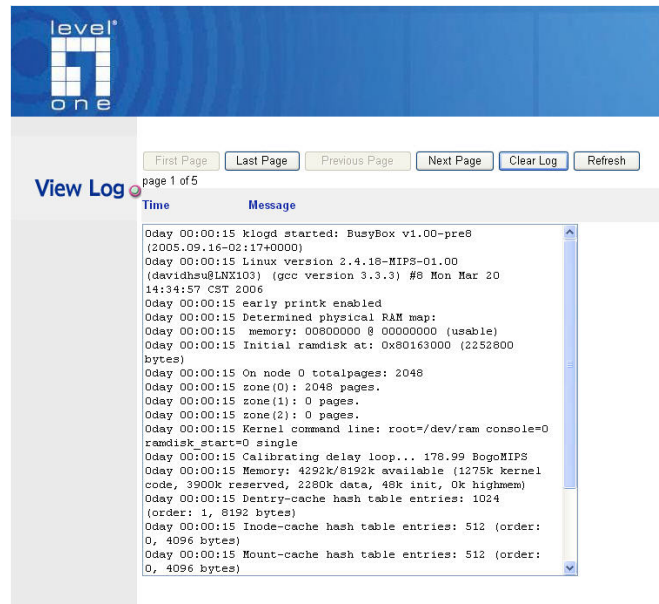 level®
one
First Page Last Page Previous Page Next Page Clear Log Refresh
View Log
page 1 of 5
Time Message
0day 00:00:15 klogd started: BusyBox v1.00-pre8
(2005.09.16-02:17+0000)
0day 00:00:15 Linux version 2.4.18-MIPS-01.00
(davidhsu@LNX103) (gcc version 3.3.3) #8 Mon Mar 20
14:34:57 CST 2006
0day 00:00:15 early printk enabled
0day 00:00:15 Determined physical RAM map:
0day 00:00:15  memory: 00800000 @ 00000000 (usable)
0day 00:00:15 Initial ramdisk at: 0x80163000 (2252800
bytes)
0day 00:00:15 On node 0 totalpages: 2048
0day 00:00:15 zone(0): 2048 pages.
0day 00:00:15 zone(1): 0 pages.
0day 00:00:15 zone(2): 0 pages.
0day 00:00:15 Kernel command line: root=/dev/ram console=0
ramdisk_start=0 single
0day 00:00:15 Calibrating delay loop... 178.99 BogoMIPS
0day 00:00:15 Memory: 4292k/8192k available (1275k kernel
code, 3900k reserved, 2280k data, 48k init, 0k highmem)
0day 00:00:15 Dentry-cache hash table entries: 1024
(order: 1, 8192 bytes)
0day 00:00:15 Inode-cache hash table entries: 512 (order:
0, 4096 bytes)
0day 00:00:15 Mount-cache hash table entries: 512 (order:
0, 4096 bytes)